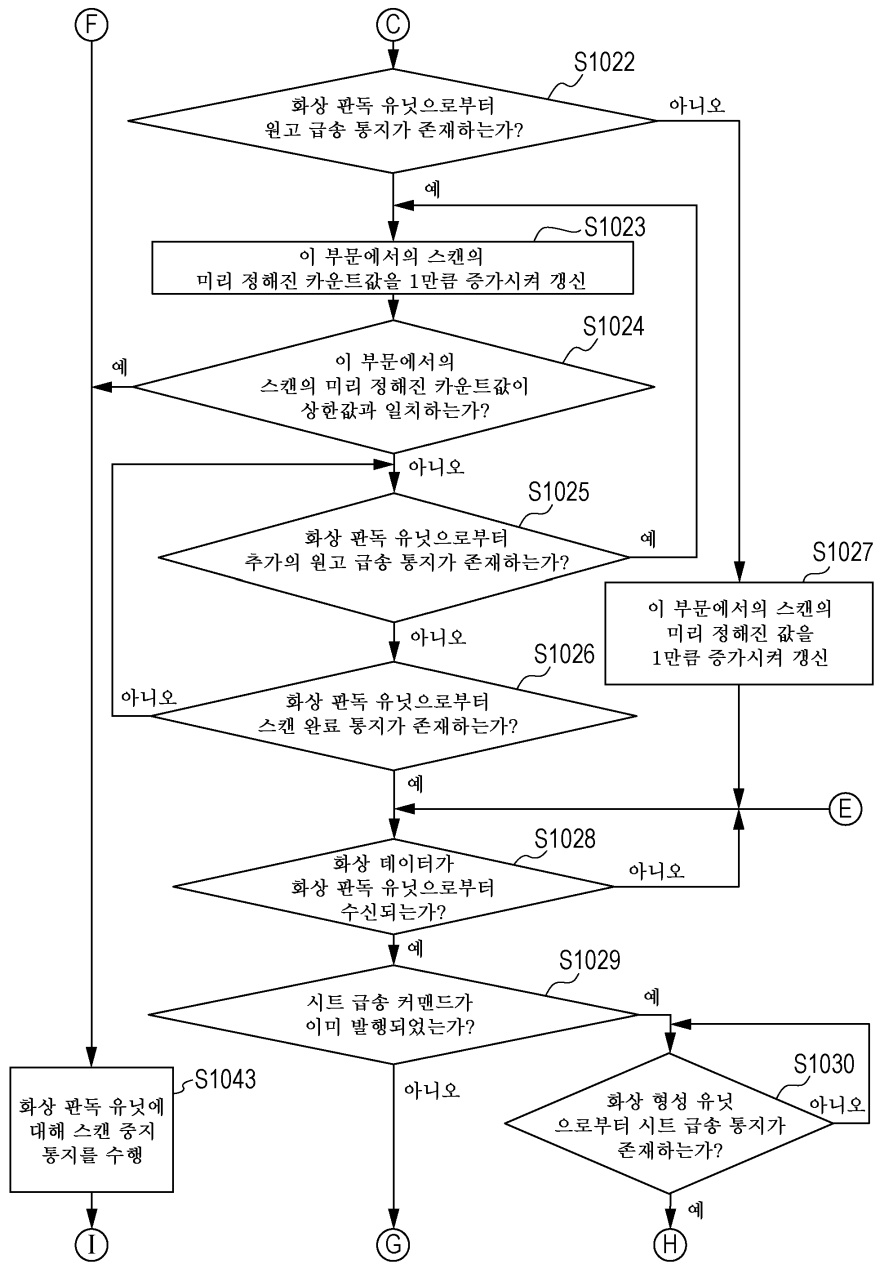 F
C
S1022
화상 판독 유닛으로부터
원고 급송 통지가 존재하는가?
아니오
예
S1023
이 부문에서의 스캔의
미리 정해진 카운트값을 1만큼 증가시켜 갱신
S1024
이 부문에서의
스캔의 미리 정해진 카운트값이
상한값과 일치하는가?
예
아니오
S1025
화상 판독 유닛으로부터
추가의 원고 급송 통지가 존재하는가?
예
아니오
S1027
이 부문에서의 스캔의
미리 정해진 값을
1만큼 증가시켜 갱신
S1026
화상 판독 유닛으로부터
스캔 완료 통지가 존재하는가?
아니오
예
E
S1028
화상 데이터가
화상 판독 유닛으로부터
수신되는가?
아니오
예
S1029
시트 급송 커맨드가
이미 발행되었는가?
예
아니오
S1030
화상 형성 유닛
으로부터 시트 급송 통지가
존재하는가?
아니오
예
S1043
화상 판독 유닛에
대해 스캔 중지
통지를 수행
I
G
H